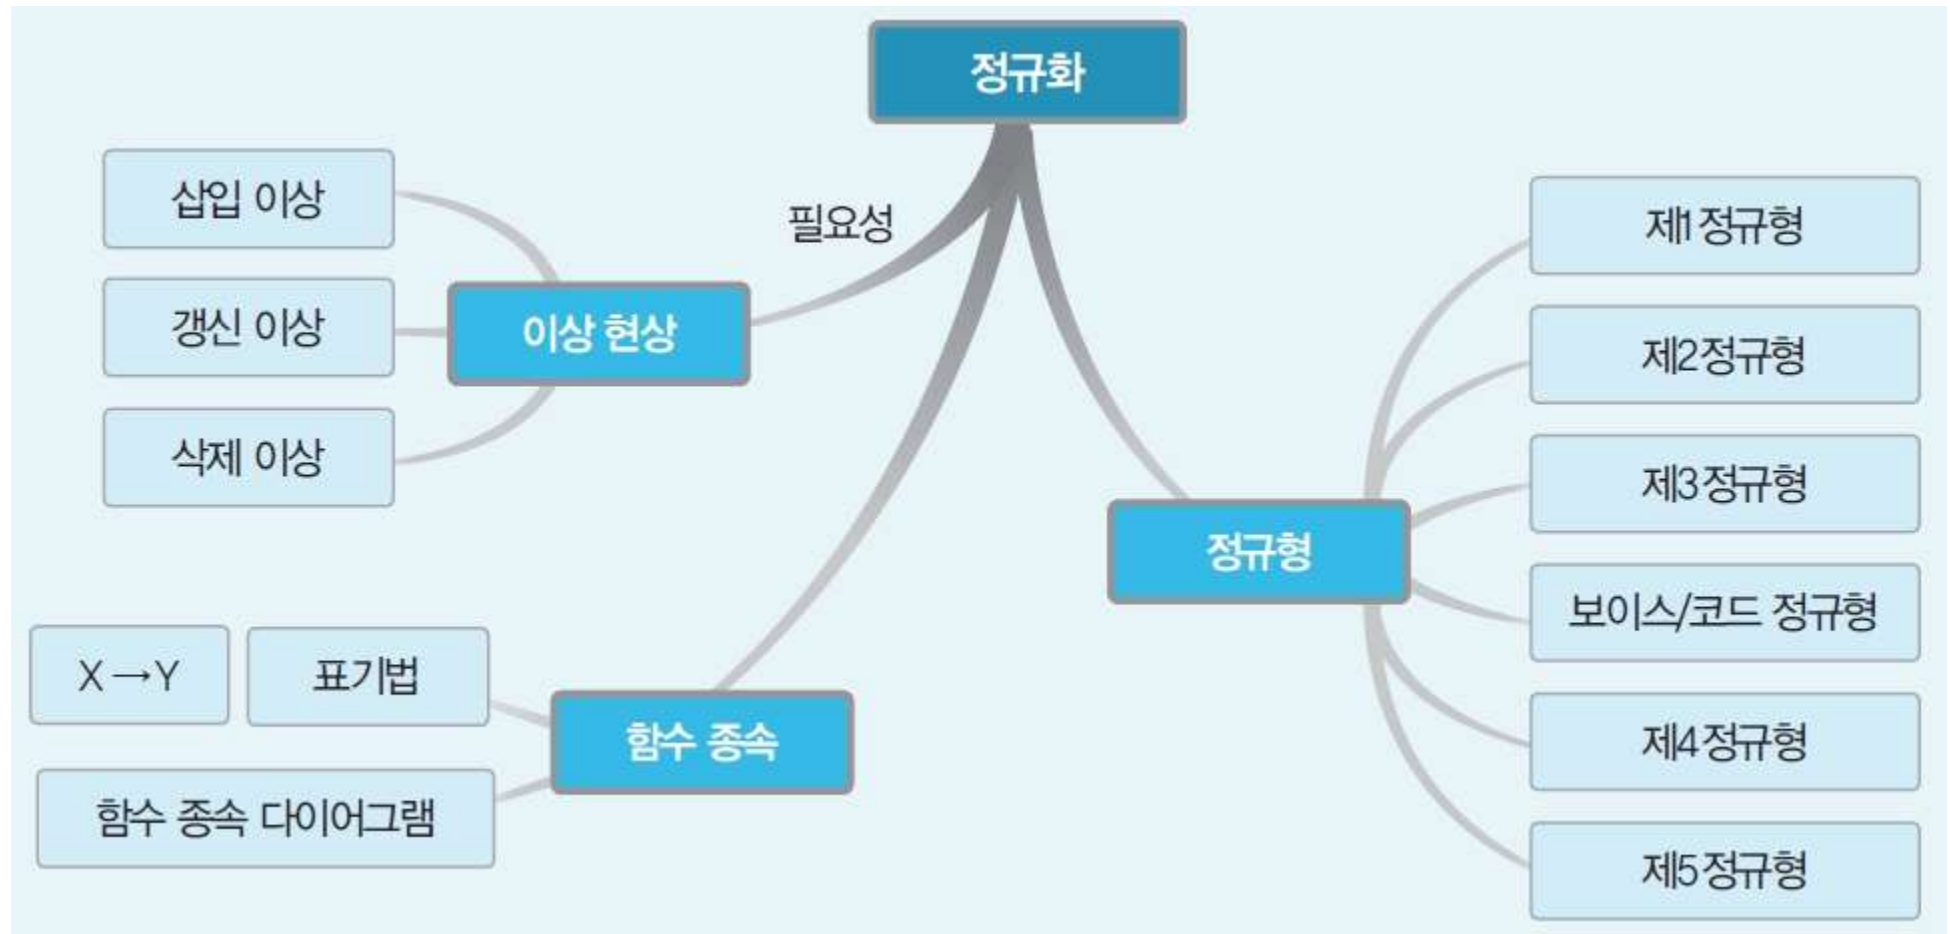 정규화
필요성
이상 현상
삽입 이상
갱신 이상
삭제 이상
함수 종속
X→Y
표기법
함수 종속 다이어그램
정규형
제1정규형
제2정규형
제3정규형
보이스/코드 정규형
제4정규형
제5정규형